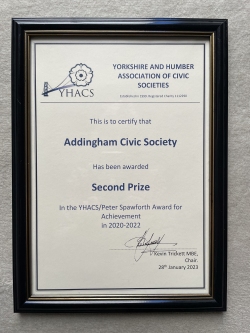 YHACS
YORKSHIRE AND HUMBER
ASSOCIATION OF CIVIC
SOCIETIES
This is to certify that
Addingham Civic Society
Has been awarded
Second Prize
In the YHACS/Peter Spawforth Award for
Achievement
in 2020-2022
Kevin Trickett MBE,
Chair.
28th January 2023